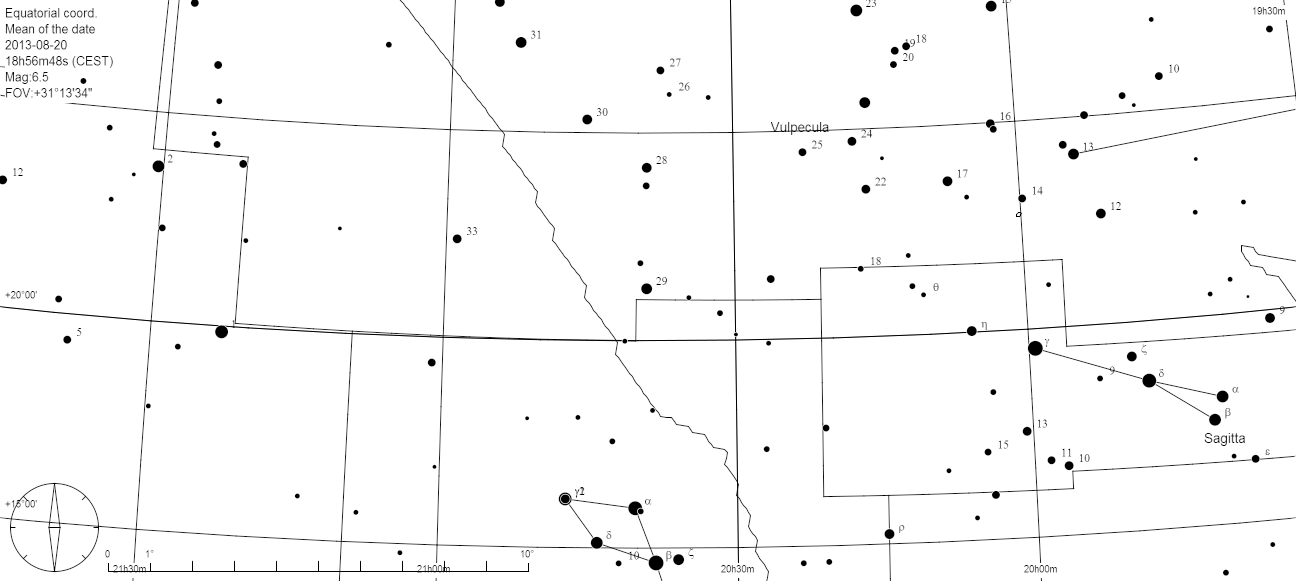 Equatorial coord.
Mean of the date
2013-08-20
18h56m48s (CEST)
Mag:6.5
FOV:+31°13'34"
19h30m
23
31
19 18
20
27
26
10
30
16
Vulpecula
24
25
13
28
2
12
22
17
14
12
33
18
29
θ
+20°00'
9
1
η
5
γ
ζ
δ
9
α
β
13
Sagitta
15
11 10
ε
γ2
α
+15°00'
ρ
δ
10 β ζ
0 1° 10°
21h30m 21h00m 20h30m 20h00m